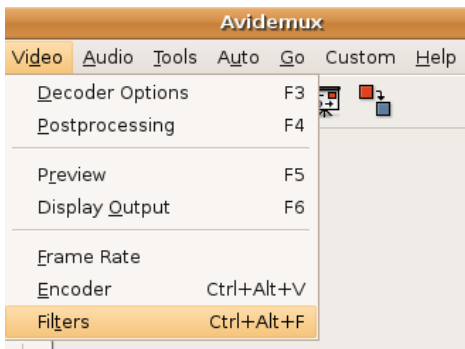 Avidemux
Video Audio Tools Auto Go Custom Help
Decoder Options F3
Postprocessing F4
Preview F5
Display Output F6
Frame Rate
Encoder Ctrl+Alt+V
Filters Ctrl+Alt+F